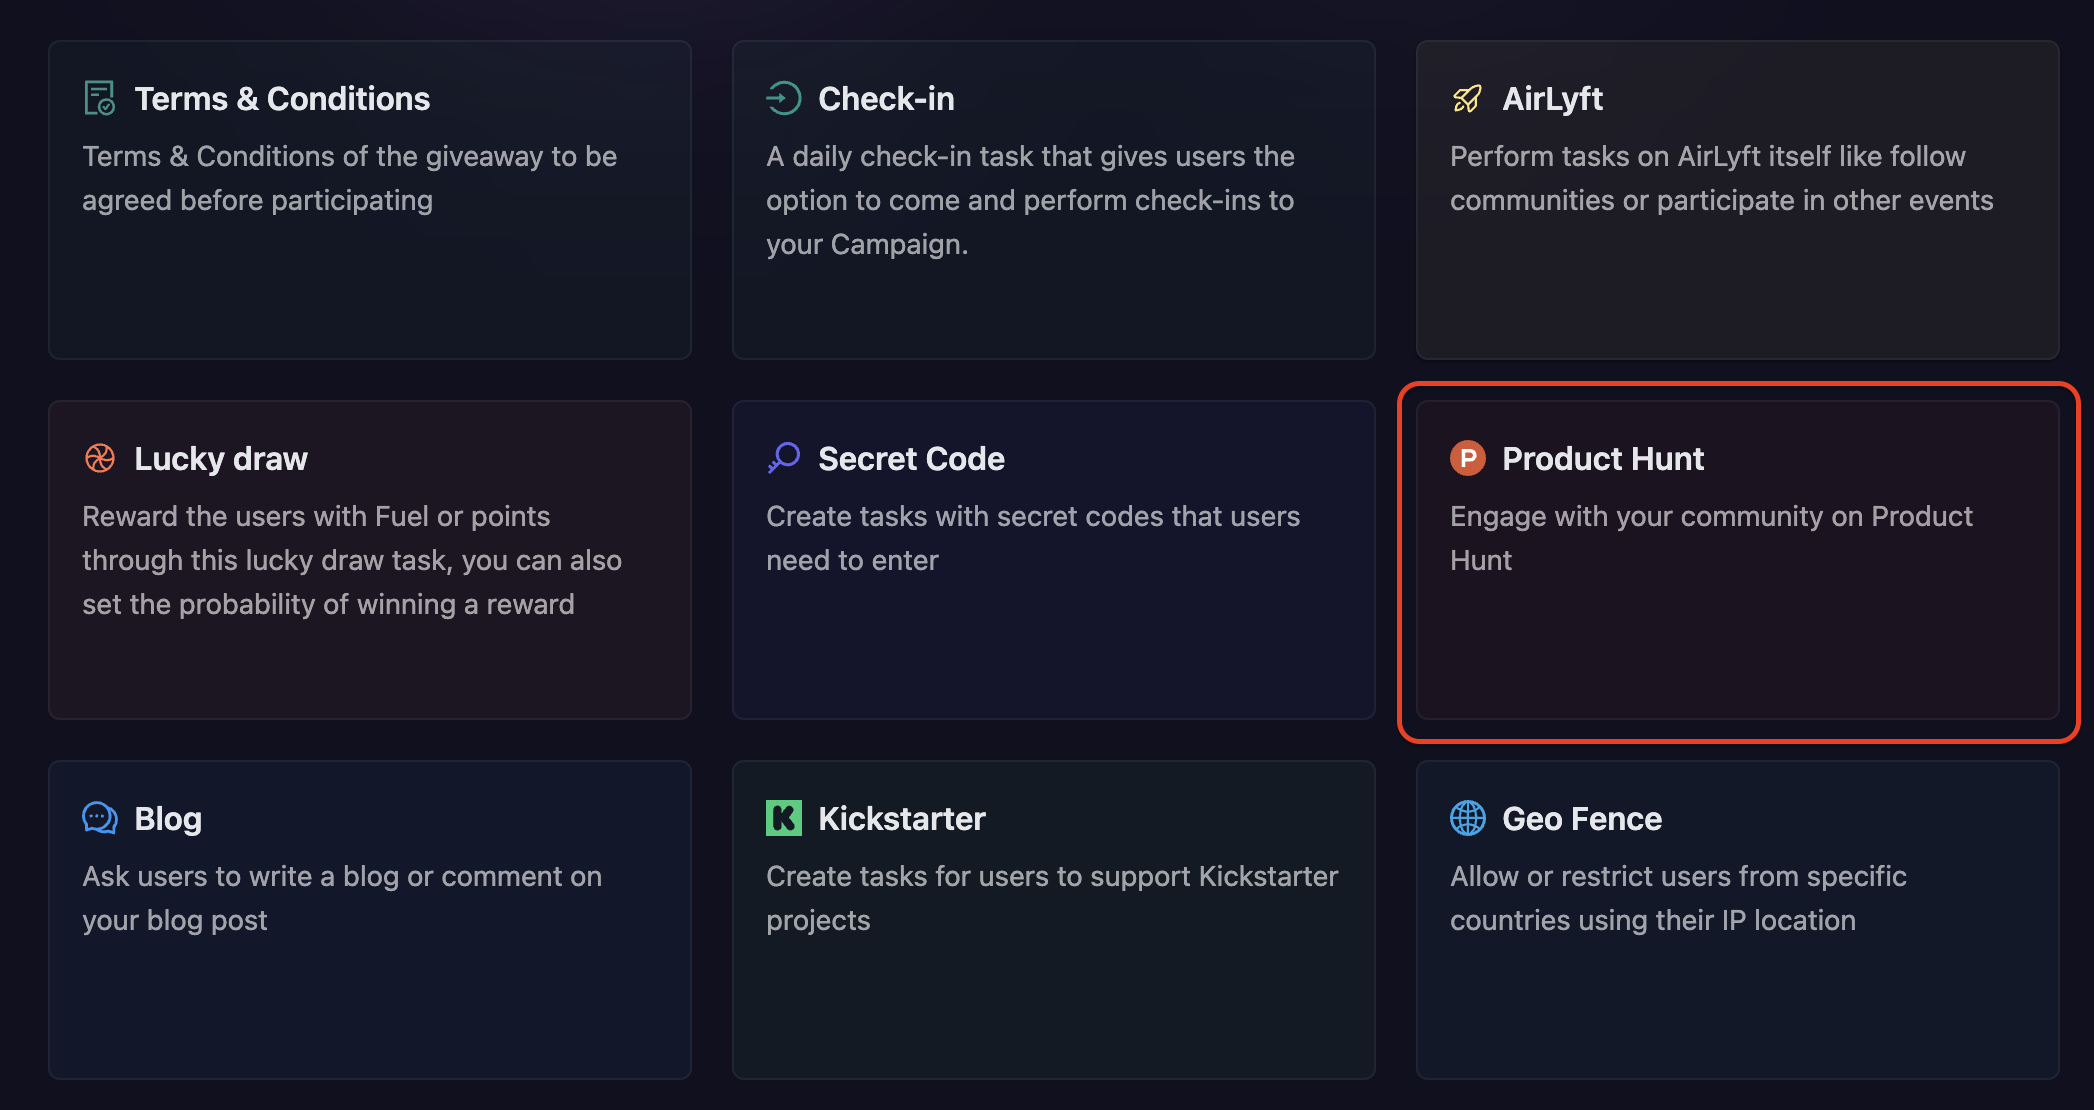 Terms & Conditions
Terms & Conditions of the giveaway to be
agreed before participating
Check-in
A daily check-in task that gives users the
option to come and perform check-ins to
your Campaign.
AirLyft
Perform tasks on AirLyft itself like follow
communities or participate in other events
Lucky draw
Reward the users with Fuel or points
through this lucky draw task, you can also
set the probability of winning a reward
Secret Code
Create tasks with secret codes that users
need to enter
P Product Hunt
Engage with your community on Product
Hunt
Blog
Ask users to write a blog or comment on
your blog post
K Kickstarter
Create tasks for users to support Kickstarter
projects
Geo Fence
Allow or restrict users from specific
countries using their IP location